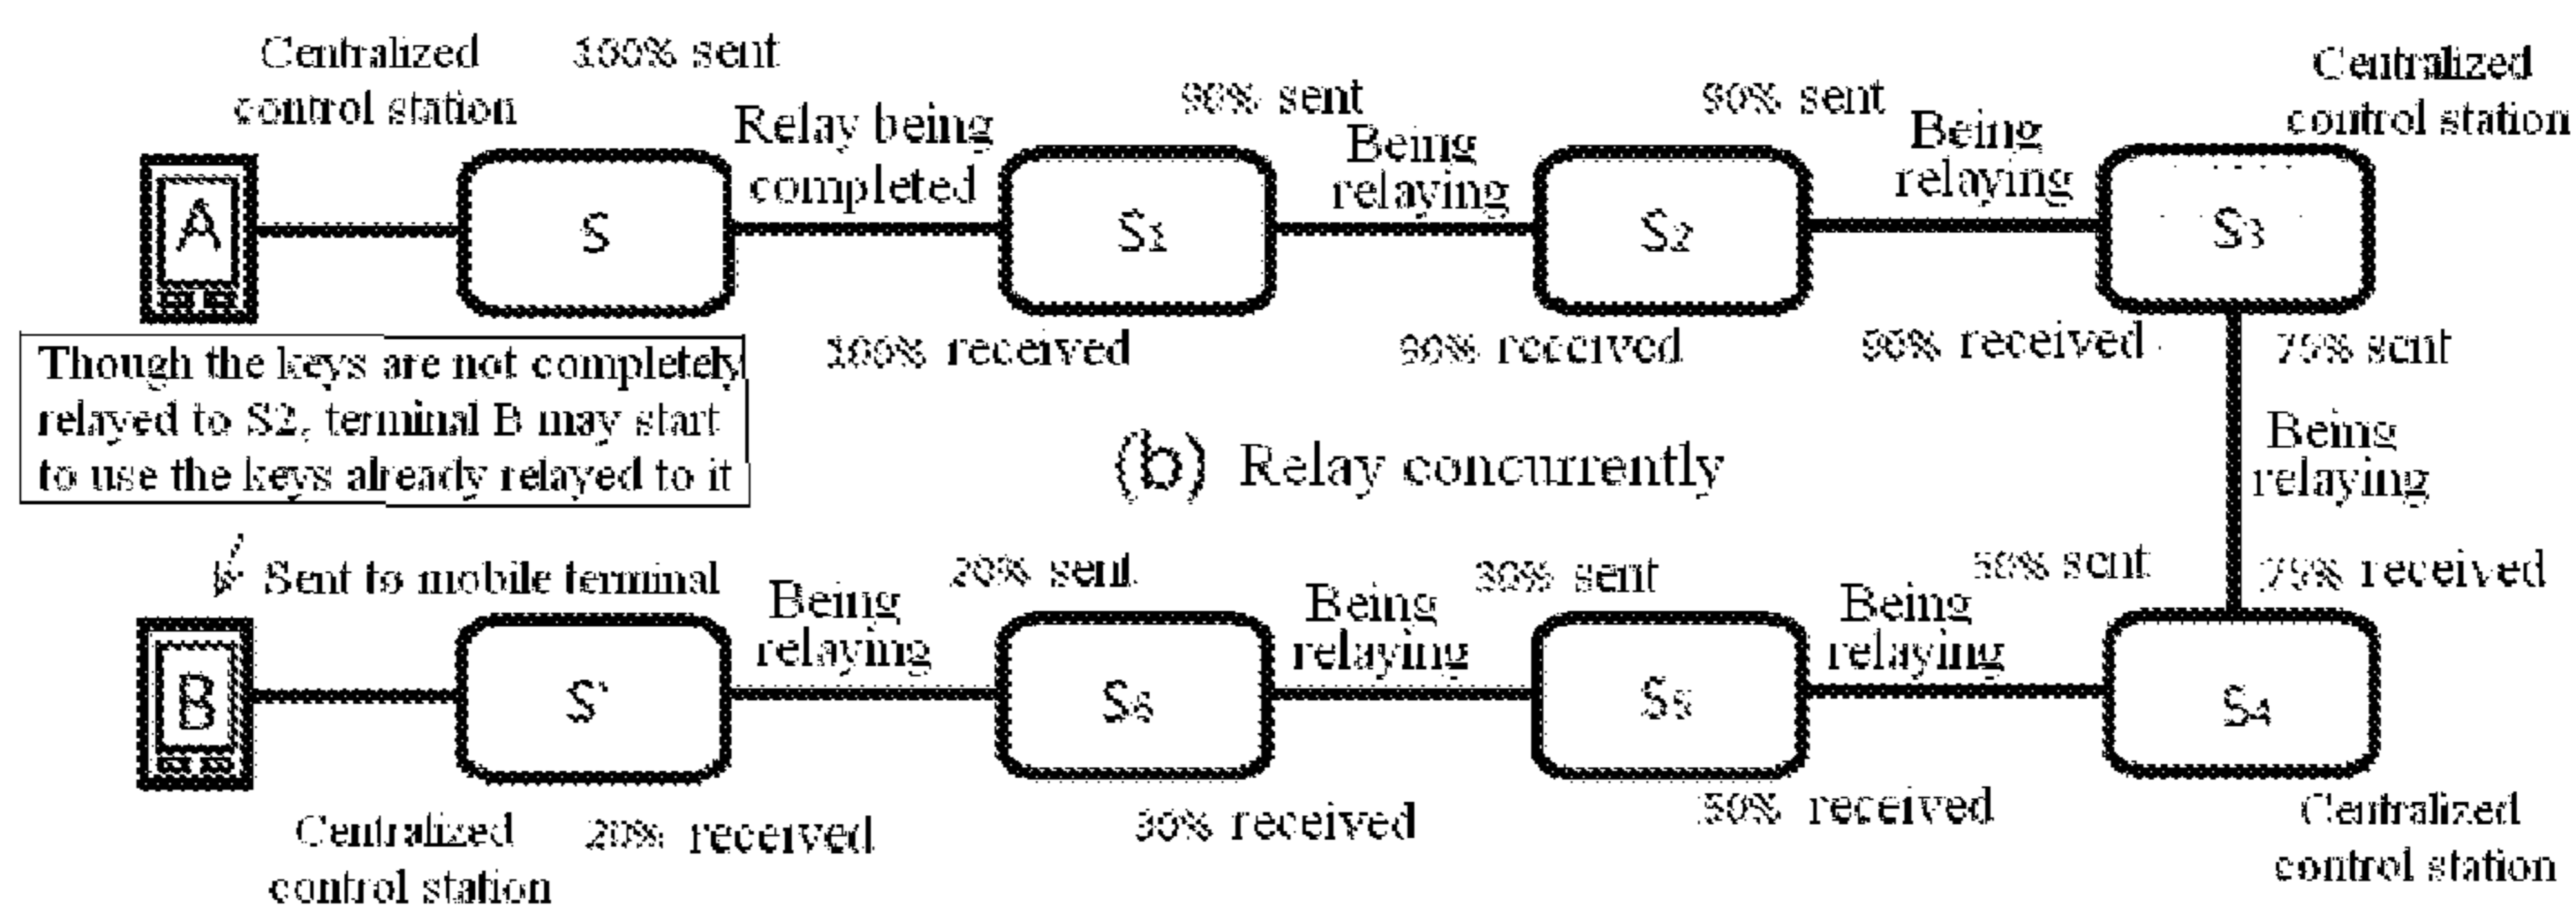 Centralized
control station
100% sent
Relay being
completed
90% sent
Being
relaying
90% sent
Being
relaying
Centralized
control station
A
S
S1
S2
S3
100% received
90% received
90% received
75% sent
Though the keys are not completely
relayed to S2, terminal B may start
to use the keys already relayed to it
(b) Relay concurrently
Being
relaying
Sent to mobile terminal
Being
relaying
20% sent
Being
relaying
30% sent
Being
relaying
50% sent
75% received
B
S'
S6
S5
S4
Centralized
control station
20% received
30% received
50% received
Centralized
control station